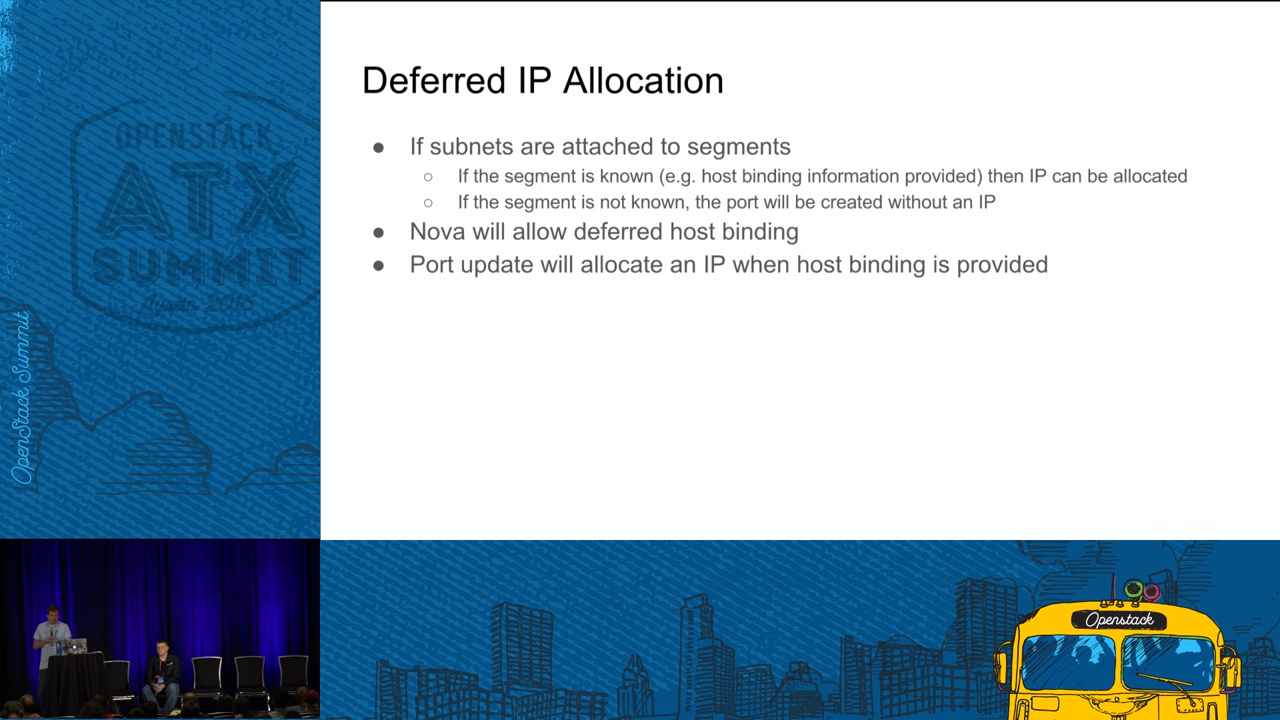 Deferred IP Allocation
● If subnets are attached to segments
○ If the segment is known (e.g. host binding information provided) then IP can be allocated
○ If the segment is not known, the port will be created without an IP
● Nova will allow deferred host binding
● Port update will allocate an IP when host binding is provided
OPENSTACK
ATX
SUMMIT
Austin 2016
OpenStack Summit
Openstack